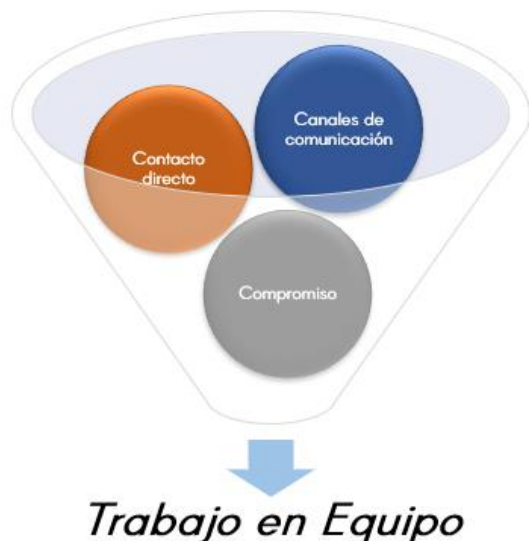 Canales de
comunicación
Contacto
directo
Compromiso
Trabajo en Equipo